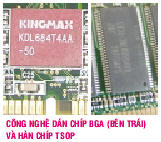 KINGMAX
KDL684T4AA
-50
CÔNG NGHỆ DÁN CHÍP BGA (BÊN TRÁI)
VÀ HÀN CHÍP TSOP